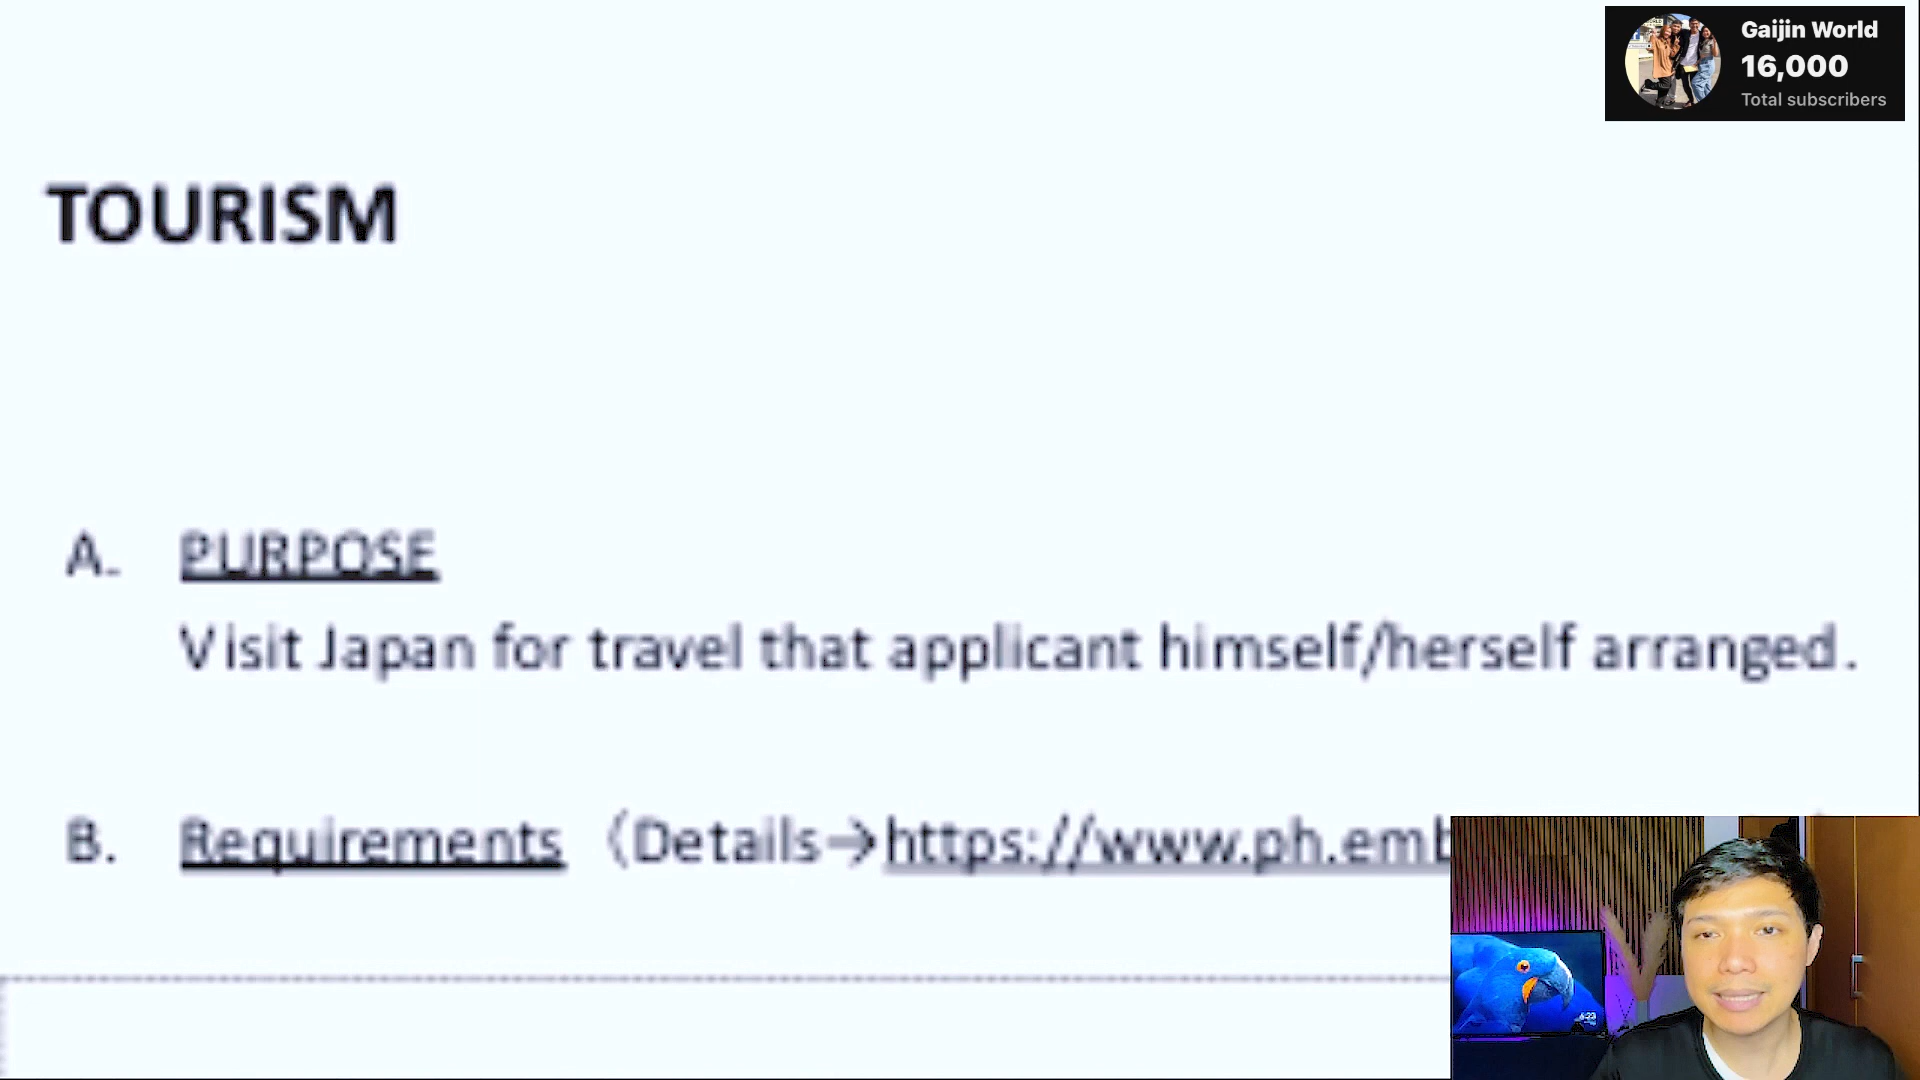 Gaijin World
16,000
Total subscribers
TOURISM
A. PURPOSE
Visit Japan for travel that applicant himself/herself arranged.
B. Requirements（Details→https://www.ph.emb